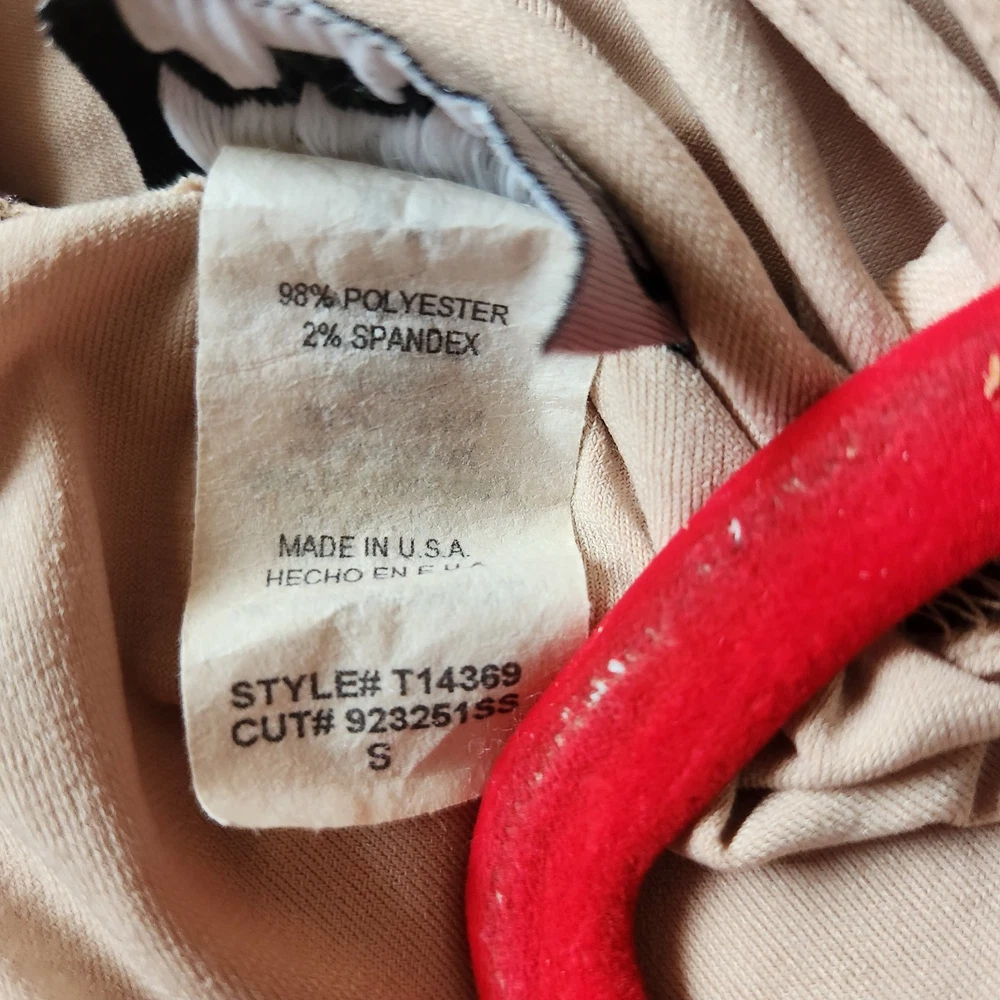 98% POLYESTER
2% SPANDEX
MADE IN U.S.A.
HECHO EN
STYLE# T14369
CUT# 923251SS
S